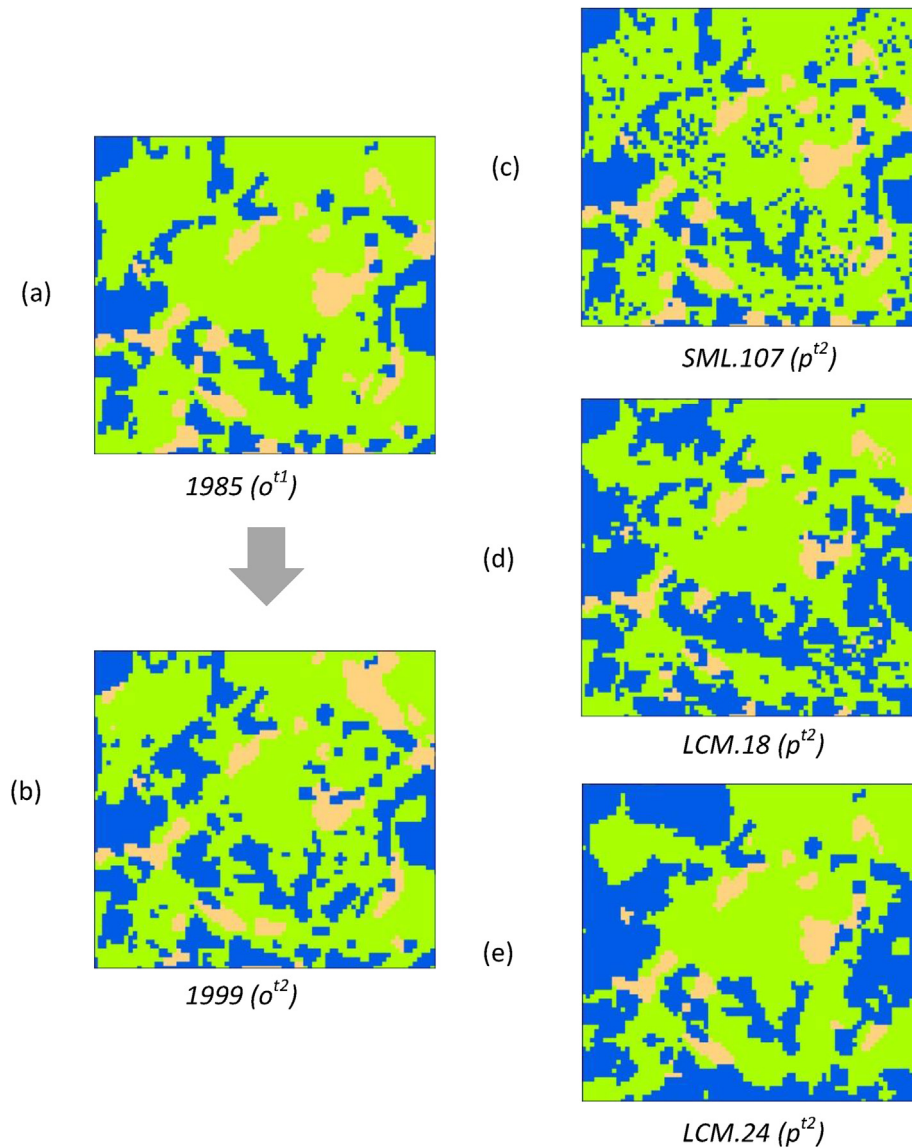 (a)
1985 (o^t1)
(b)
1999 (o^t2)
(c)
SML.107 (p^t2)
(d)
LCM.18 (p^t2)
(e)
LCM.24 (p^t2)